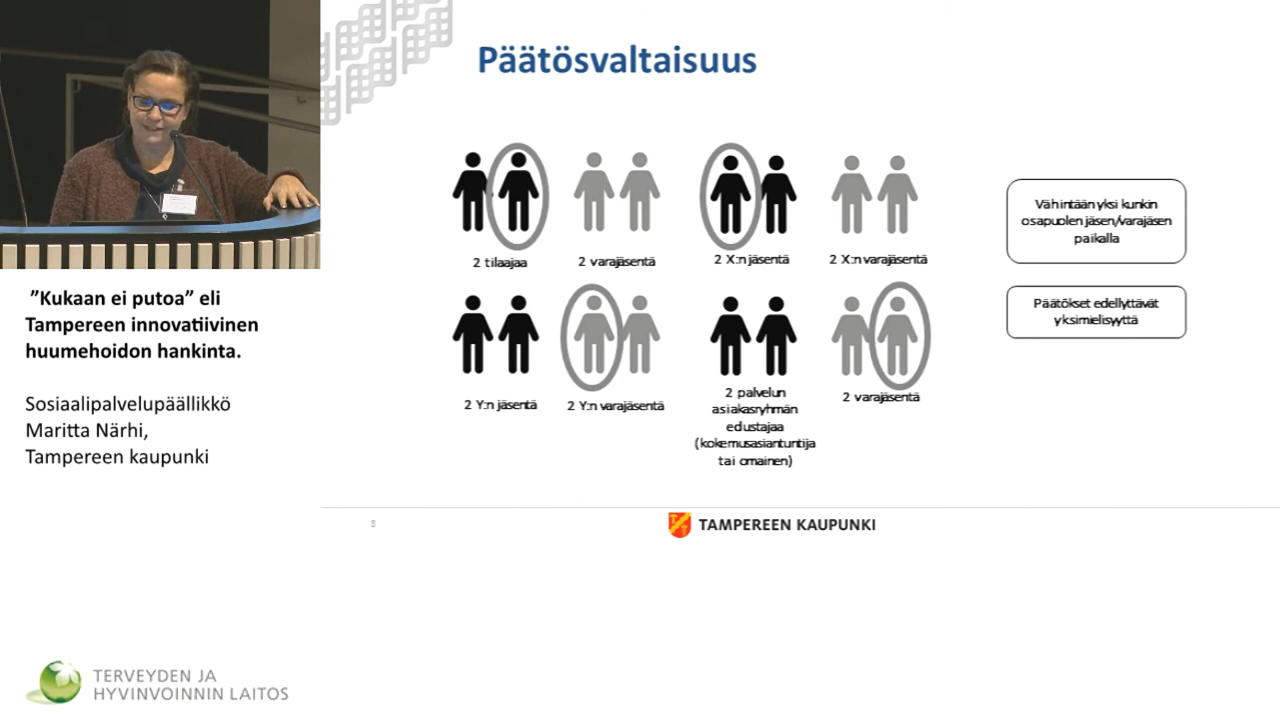 Päätösvaltaisuus
2 tilaajaa
2 varajäsentä
2 X:n jäsentä
2 X:n varajäsentä
2 Y:n jäsentä
2 Y:n varajäsentä
2 palvelun
asiakasryhmän
edustajaa
(kokemusasiantuntija
tai omainen)
2 varajäsentä
Vähintään yksi kunkin
osapuolen jäsen/varajäsen
paikalla
Päätökset edellyttävät
yksimielisyyttä
TAMPEREEN KAUPUNKI
”Kukaan ei putoa” eli
Tampereen innovatiivinen
huumehoidon hankinta.
Sosiaalipalvelupäällikkö
Maritta Närhi,
Tampereen kaupunki
TERVEYDEN JA
HYVINVOINNIN LAITOS